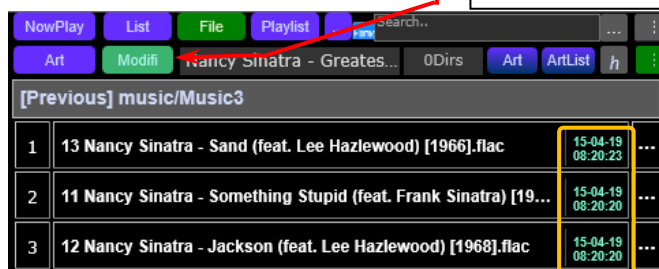 NowPlay List File Playlist ... Search.. ...
Art Modifi Nancy Sinatra - Greates... 0Dirs Art ArtList h
[Previous] music/Music3
1 13 Nancy Sinatra - Sand (feat. Lee Hazlewood) [1966].flac 15-04-19 ...
08:20:23
2 11 Nancy Sinatra - Something Stupid (feat. Frank Sinatra) [19... 15-04-19 ...
08:20:20
3 12 Nancy Sinatra - Jackson (feat. Lee Hazlewood) [1968].flac 15-04-19 ...
08:20:20